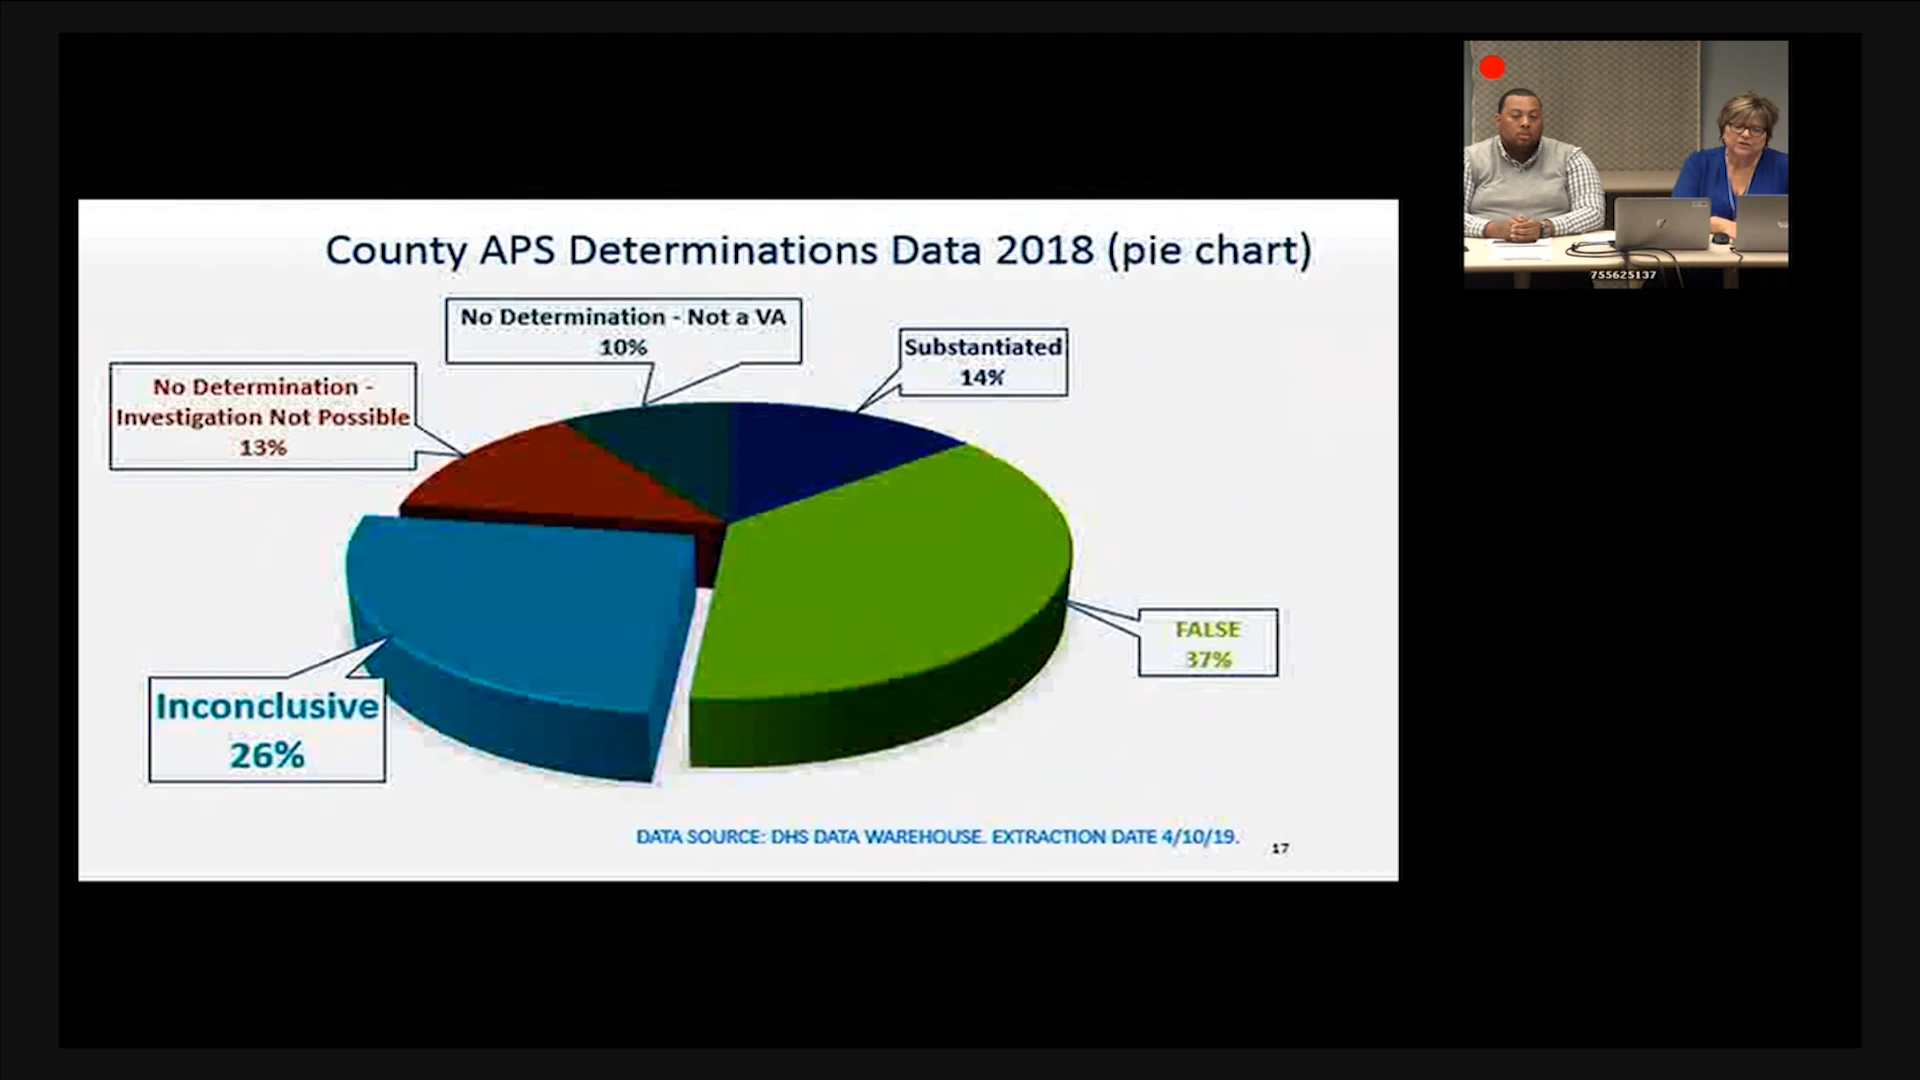 County APS Determinations Data 2018 (pie chart)
No Determination - Not a VA
10%
Substantiated
14%
No Determination -
Investigation Not Possible
13%
FALSE
37%
Inconclusive
26%
DATA SOURCE: DHS DATA WAREHOUSE. EXTRACTION DATE 4/10/19.
17
755625137